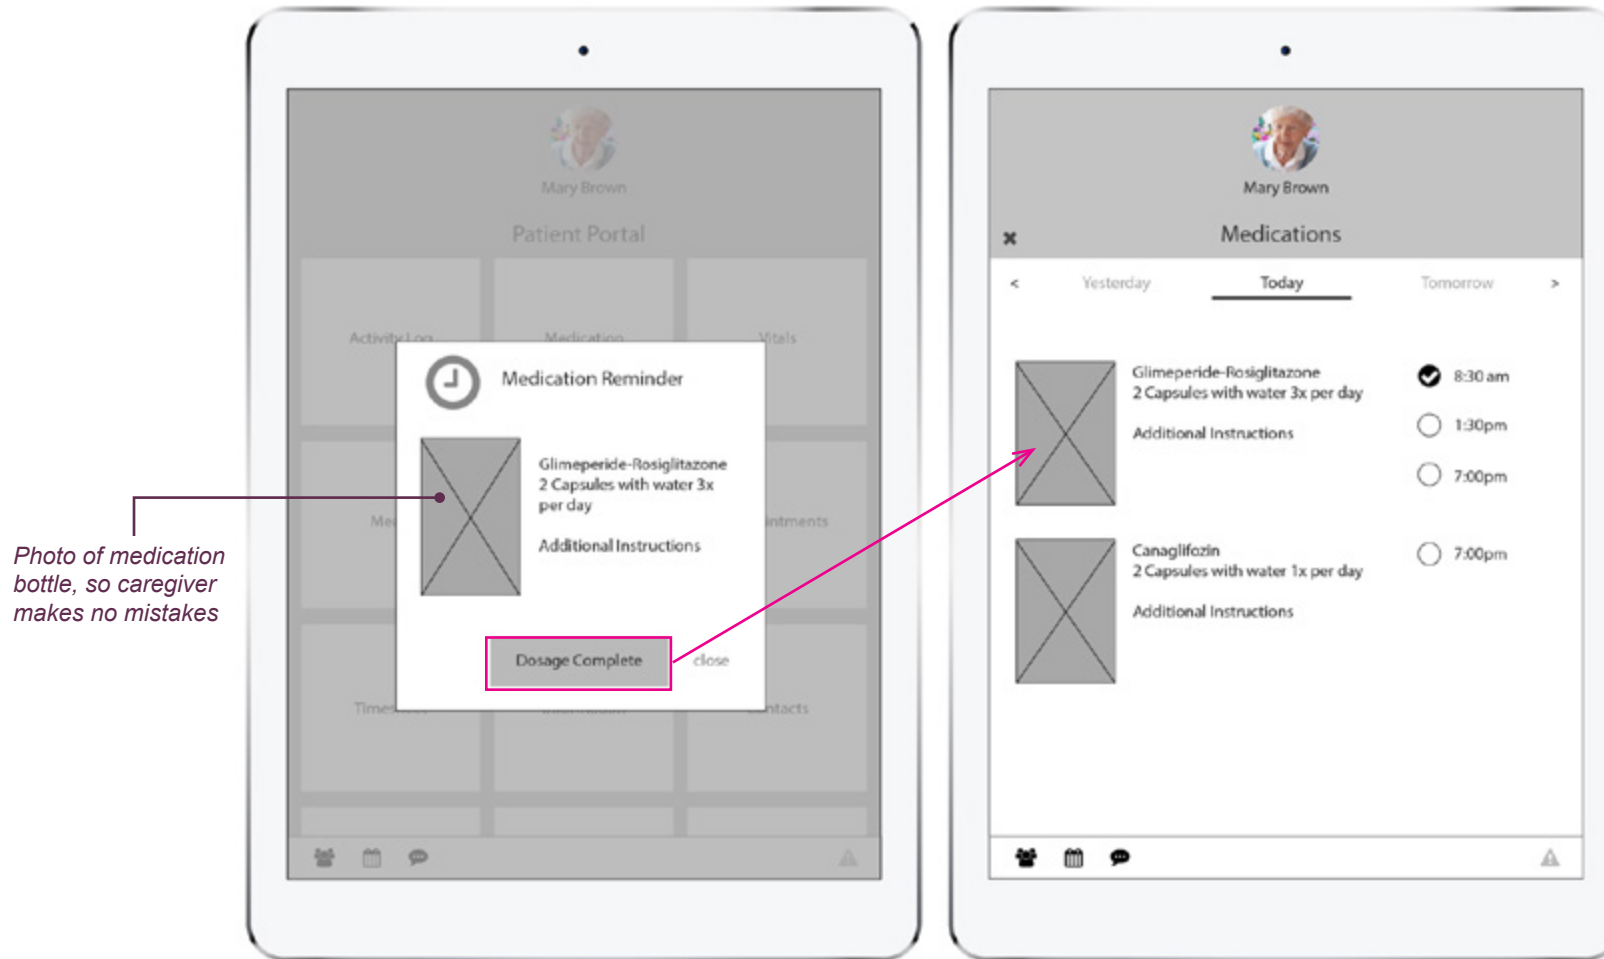 Photo of medication
bottle, so caregiver
makes no mistakes
Mary Brown
Patient Portal
Activity Log
Medication
Vitals
Medication Reminder
Glimeperide-Rosiglitazone
2 Capsules with water 3x
per day
Additional Instructions
Dosage Complete
close
Contacts
Mary Brown
Medications
<
Yesterday
Today
Tomorrow
>
Glimeperide-Rosiglitazone
2 Capsules with water 3x per day
Additional Instructions
8:30 am
1:30pm
7:00pm
Canaglifozin
2 Capsules with water 1x per day
Additional Instructions
7:00pm